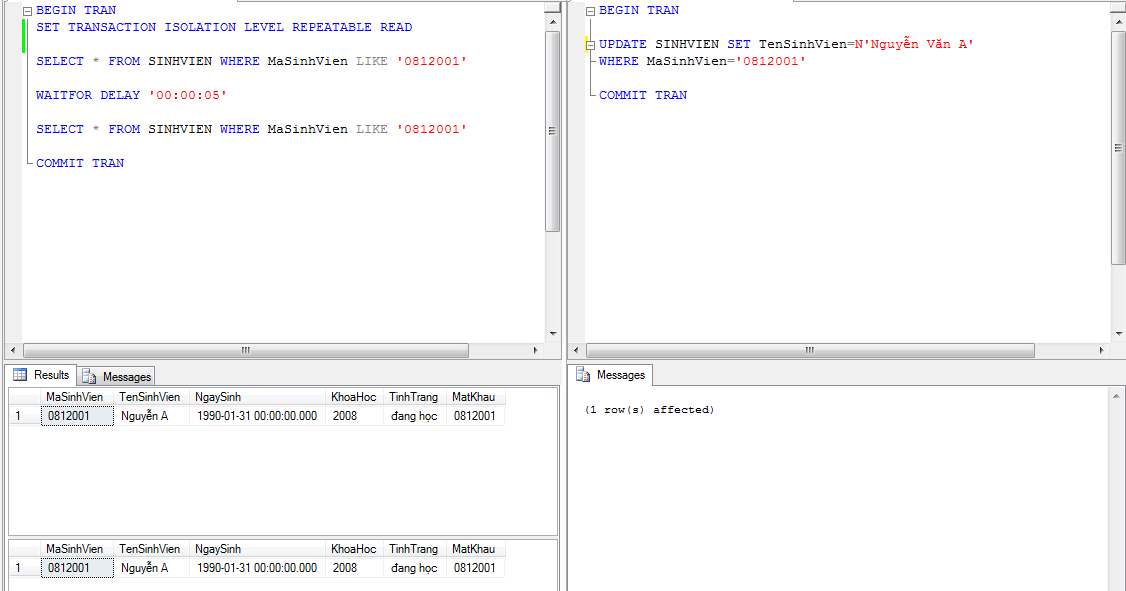 BEGIN TRAN
SET TRANSACTION ISOLATION LEVEL REPEATABLE READ
SELECT * FROM SINHVIEN WHERE MaSinhVien LIKE '0812001'
WAITFOR DELAY '00:00:05'
SELECT * FROM SINHVIEN WHERE MaSinhVien LIKE '0812001'
COMMIT TRAN
BEGIN TRAN
UPDATE SINHVIEN SET TenSinhVien=N'Nguyễn Văn A'
WHERE MaSinhVien='0812001'
COMMIT TRAN
Results Messages
MaSinhVien TenSinhVien NgaySinh KhoaHoc TinhTrang MatKhau
1 0812001 Nguyễn A 1990-01-31 00:00:00.000 2008 đang học 0812001
MaSinhVien TenSinhVien NgaySinh KhoaHoc TinhTrang MatKhau
1 0812001 Nguyễn A 1990-01-31 00:00:00.000 2008 đang học 0812001
Messages
(1 row(s) affected)